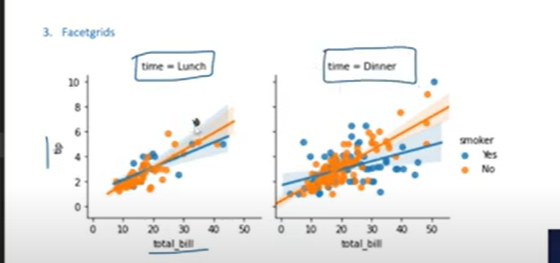 3. Facetgrids
time = Lunch
time = Dinner
10
8
6
4
2
0
tip
0 10 20 30 40 50
0 10 20 30 40 50
total_bill
total_bill
smoker
Yes
No